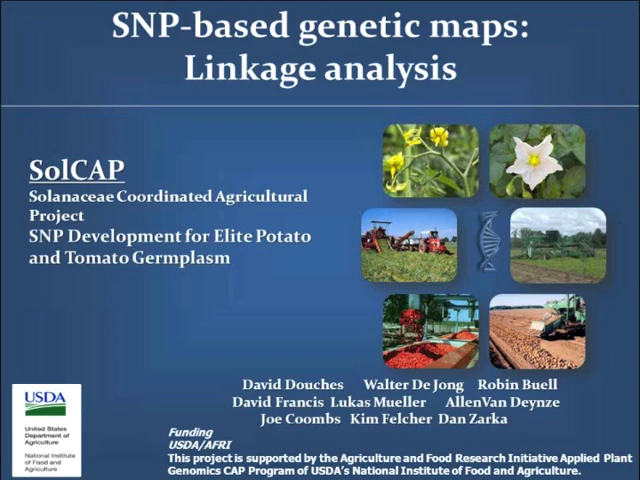 SNP-based genetic maps:
Linkage analysis
SolCAP
Solanaceae Coordinated Agricultural
Project
SNP Development for Elite Potato
and Tomato Germplasm
David Douches Walter De Jong Robin Buell
David Francis Lukas Mueller AllenVan Deynze
Joe Coombs Kim Felcher Dan Zarka
USDA
United States
Department of
Agriculture
National Institute
of Food and
Agriculture
Funding
USDA/AFRI
This project is supported by the Agriculture and Food Research Initiative Applied Plant
Genomics CAP Program of USDA's National Institute of Food and Agriculture.